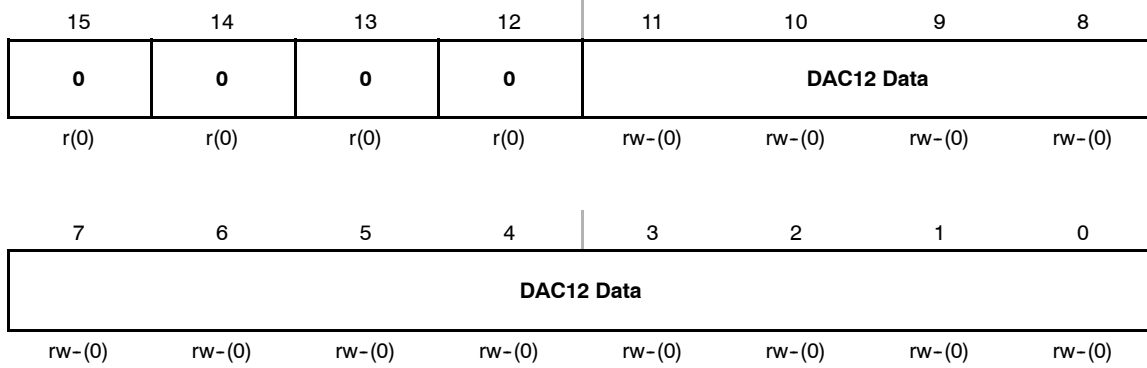 15 14 13 12 11 10 9 8
0 0 0 0 DAC12 Data
r(0) r(0) r(0) r(0) rw-(0) rw-(0) rw-(0) rw-(0)
7 6 5 4 3 2 1 0
DAC12 Data
rw-(0) rw-(0) rw-(0) rw-(0) rw-(0) rw-(0) rw-(0) rw-(0)